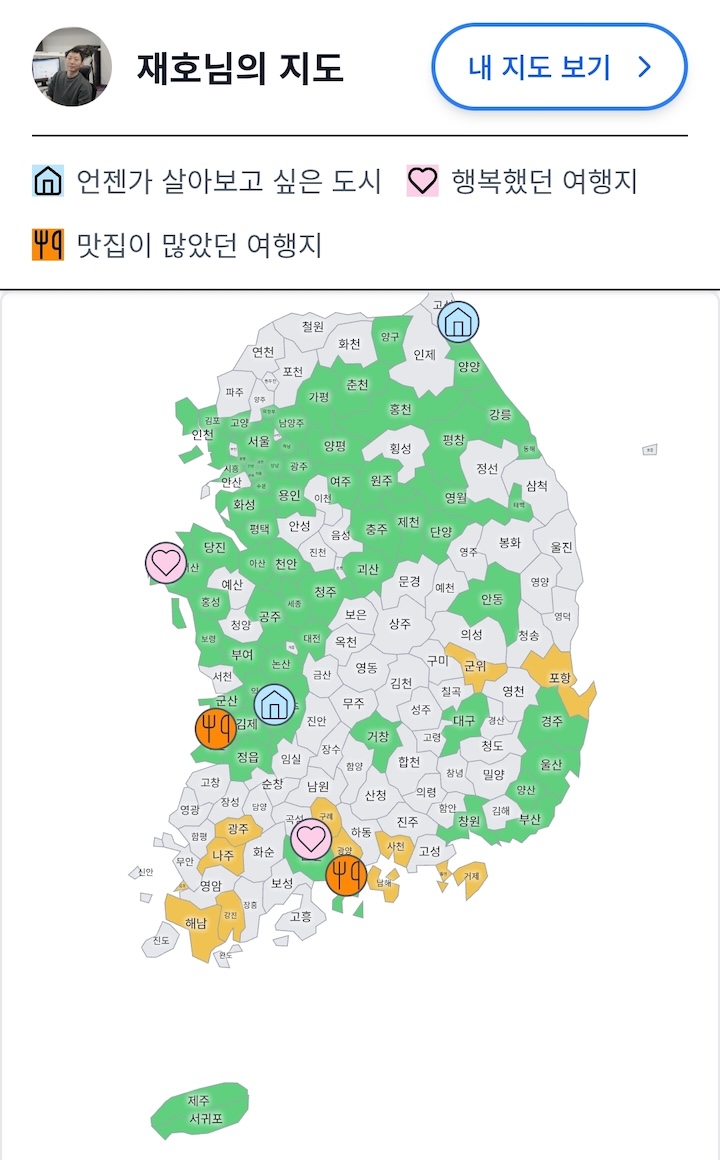 재호님의 지도
내 지도 보기
언젠가 살아보고 싶은 도시
행복했던 여행지
맛집이 많았던 여행지
철원
화천
양구
인제
연천
포천
양양
파주
양주
가평
춘천
홍천
강릉
김포
고양
남양주
인천
서울
양평
횡성
평창
동해
정선
시흥
광주
안산
여주
원주
삼척
화성
용인
이천
영월
태백
평택
안성
음성
충주
제천
단양
영주
봉화
울진
당진
아산
천안
진천
괴산
문경
예천
영양
예산
안동
홍성
공주
세종
청주
보은
상주
영덕
청양
보령
대전
옥천
의성
청송
부여
논산
서천
금산
영동
김천
구미
군위
포항
군산
칠곡
영천
김제
무주
성주
대구
경산
경주
진안
거창
고령
청도
정읍
임실
장수
함양
합천
울산
고창
순창
남원
산청
의령
창녕
밀양
양산
영광
장성
담양
곡성
구례
함안
창원
김해
부산
함평
광주
하동
진주
무안
나주
화순
광양
사천
고성
신안
영암
보성
남해
거제
해남
강진
장흥
고흥
진도
완도
제주
서귀포